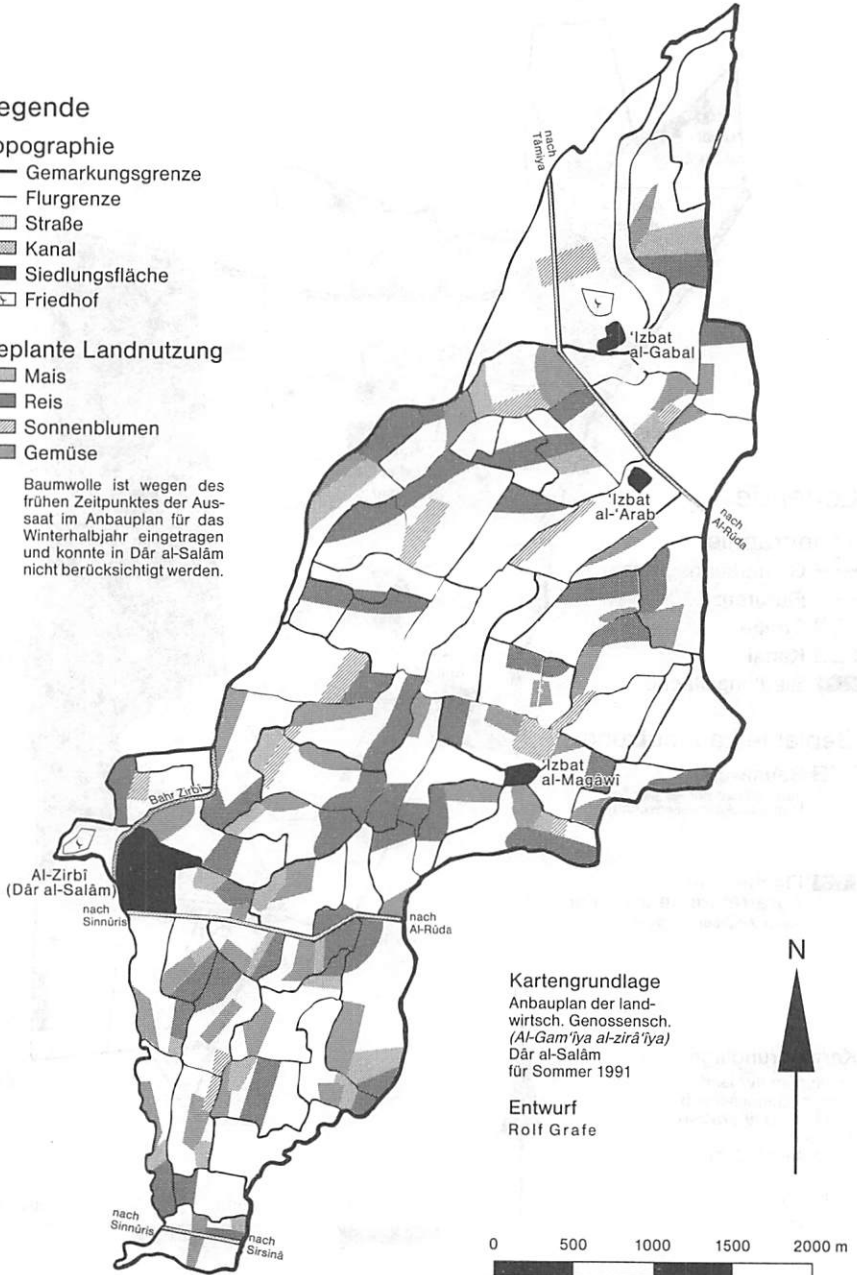 egende
opographie
Gemarkungsgrenze
Flurgrenze
Straße
Kanal
Siedlungsfläche
Friedhof
eplante Landnutzung
Mais
Reis
Sonnenblumen
Gemüse
Baumwolle ist wegen des
frühen Zeitpunktes der Aus-
saat im Anbauplan für das
Winterhalbjahr eingetragen
und konnte in Dâr al-Salâm
nicht berücksichtigt werden.
nach
Tâmiya
'Izbat
al-Gabal
'Izbat
al-'Arab
nach
Al-Rûda
'Izbat
al-Magâwî
Bahr Zirbî
Al-Zirbî
(Dâr al-Salâm)
nach
Sinnûris
nach
Al-Rûda
nach
Sinnûris
nach
Sirsinâ
Kartengrundlage
Anbauplan der land-
wirtsch. Genossensch.
(Al-Gam'îya al-zirâ'îya)
Dâr al-Salâm
für Sommer 1991
Entwurf
Rolf Grafe
N
0 500 1000 1500 2000 m